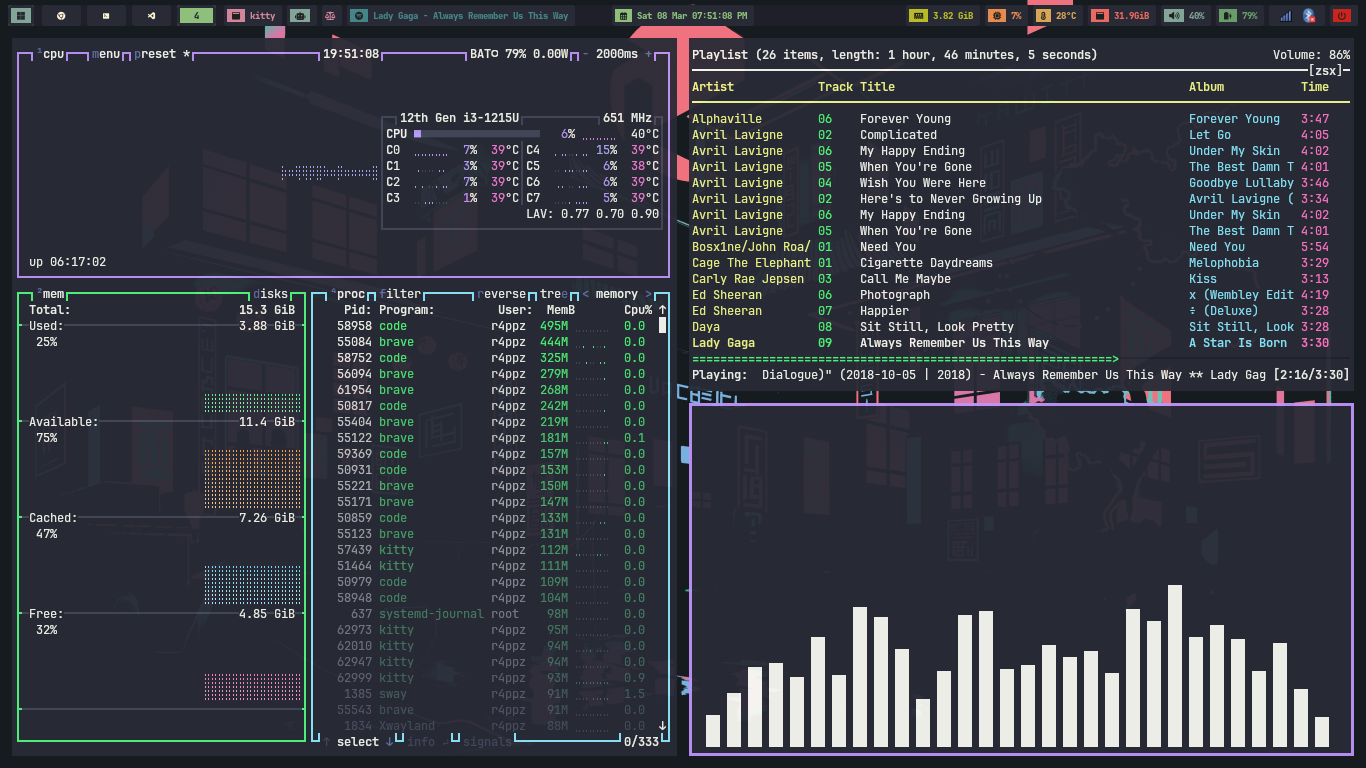 4 kitty Lady Gaga - Always Remember Us This Way Sat 08 Mar 07:51:08 PM 3.82 GiB 7% 28°C 31.9GiB 40% 79%
¹cpu menu preset * 19:51:08 BAT 79% 0.00W - 2000ms +
12th Gen i3-1215U 651 MHz
CPU 6% 40°C
C0 7% 39°C C4 15% 39°C
C1 3% 39°C C5 6% 38°C
C2 7% 39°C C6 6% 39°C
C3 1% 39°C C7 5% 39°C
LAV: 0.77 0.70 0.90
up 06:17:02
²mem disks
Total: 15.3 GiB
Used: 3.88 GiB
25%
Available: 11.4 GiB
75%
Cached: 7.26 GiB
47%
Free: 4.85 GiB
32%
⁴proc filter reverse tree < memory >
Pid: Program: User: MemB Cpu% ↑
58958 code r4ppz 495M 0.0
55084 brave r4ppz 444M 0.0
58752 code r4ppz 325M 0.0
56094 brave r4ppz 279M 0.0
61954 brave r4ppz 268M 0.0
50817 code r4ppz 242M 0.0
55404 brave r4ppz 219M 0.0
55122 brave r4ppz 181M 0.1
59369 code r4ppz 157M 0.0
50931 code r4ppz 153M 0.0
55221 brave r4ppz 150M 0.0
55171 brave r4ppz 147M 0.0
50859 code r4ppz 133M 0.0
55123 brave r4ppz 131M 0.0
57439 kitty r4ppz 112M 0.0
51464 kitty r4ppz 111M 0.0
50979 code r4ppz 109M 0.0
58948 code r4ppz 104M 0.0
637 systemd-journal root 98M 0.0
62973 kitty r4ppz 95M 0.0
62010 kitty r4ppz 94M 0.0
62947 kitty r4ppz 94M 0.0
62999 kitty r4ppz 93M 0.9
1385 sway r4ppz 91M 1.5
55543 brave r4ppz 91M 0.0
1834 Xwayland r4ppz 88M 0.0 ↓
↑ select ↓ info ↵ signals 0/333
Playlist (26 items, length: 1 hour, 46 minutes, 5 seconds) Volume: 86%
[zsx]
Artist Track Title Album Time
Alphaville 06 Forever Young Forever Young 3:47
Avril Lavigne 02 Complicated Let Go 4:05
Avril Lavigne 06 My Happy Ending Under My Skin 4:02
Avril Lavigne 05 When You're Gone The Best Damn T 4:01
Avril Lavigne 04 Wish You Were Here Goodbye Lullaby 3:46
Avril Lavigne 02 Here's to Never Growing Up Avril Lavigne ( 3:34
Avril Lavigne 06 My Happy Ending Under My Skin 4:02
Avril Lavigne 05 When You're Gone The Best Damn T 4:01
Bosx1ne/John Roa/ 01 Need You Need You 5:54
Cage The Elephant 01 Cigarette Daydreams Melophobia 3:29
Carly Rae Jepsen 03 Call Me Maybe Kiss 3:13
Ed Sheeran 06 Photograph x (Wembley Edit 4:19
Ed Sheeran 07 Happier ÷ (Deluxe) 3:28
Daya 08 Sit Still, Look Pretty Sit Still, Look 3:28
Lady Gaga 09 Always Remember Us This Way A Star Is Born 3:30
============================================================>
Playing: Dialogue)" (2018-10-05 | 2018) - Always Remember Us This Way ** Lady Gag [2:16/3:30]